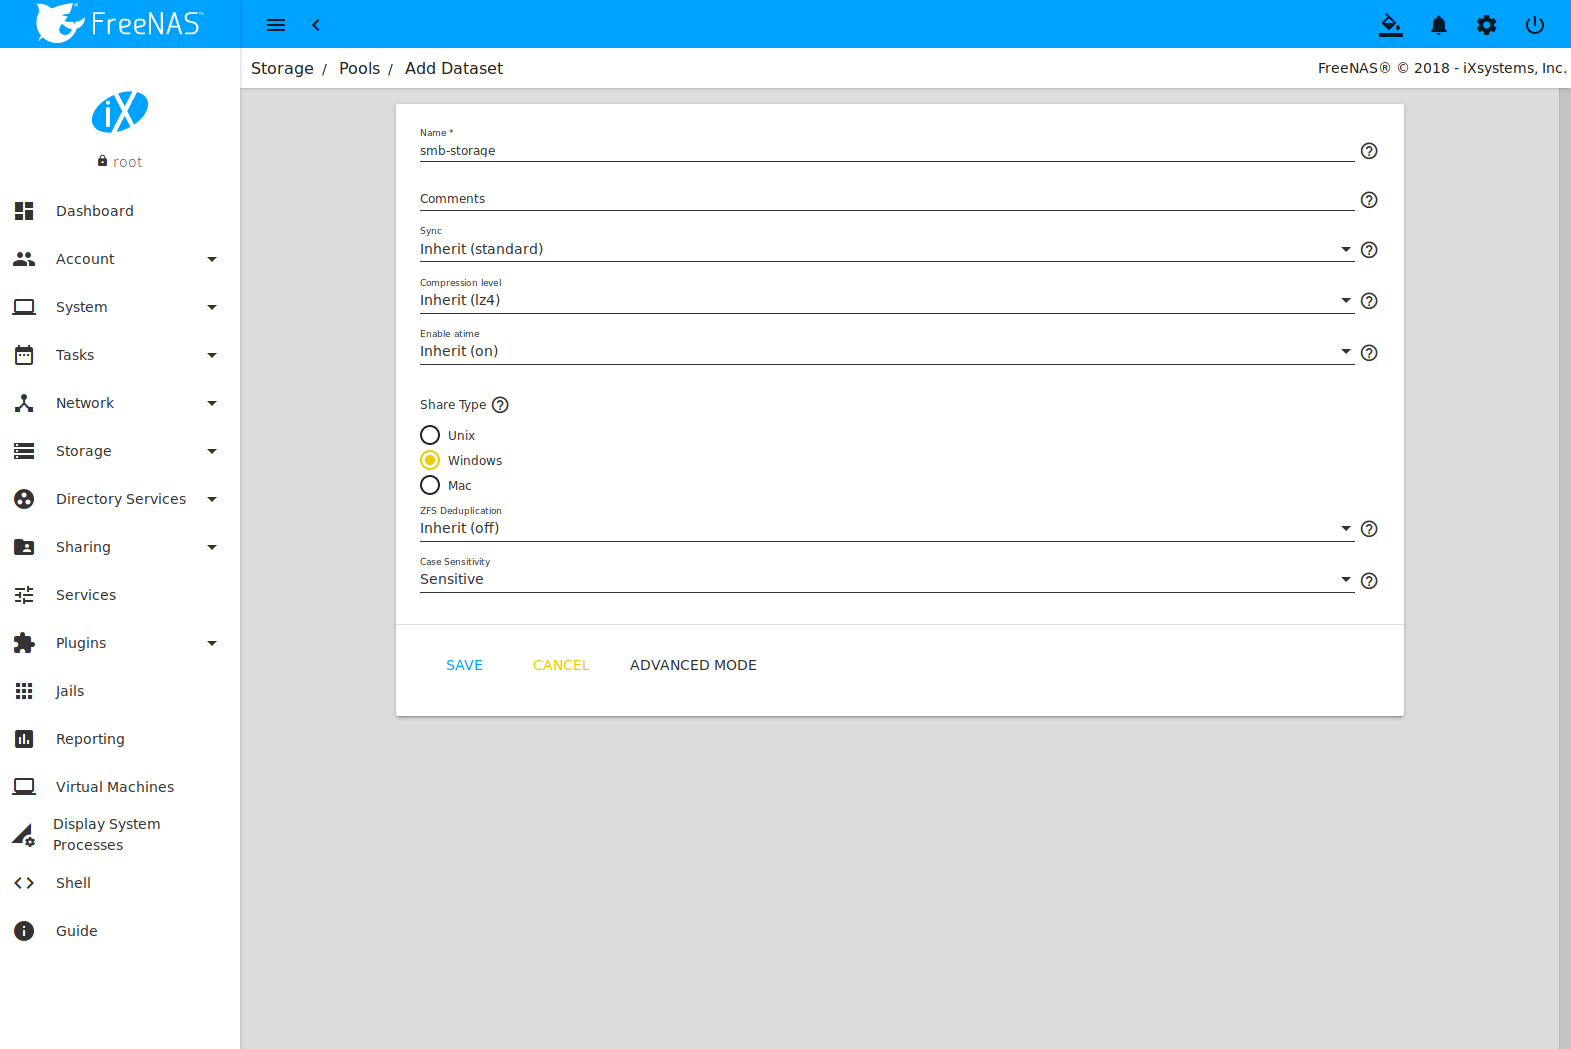 FreeNAS™
Storage / Pools / Add Dataset
FreeNAS® © 2018 - iXsystems, Inc.
iX
root
Dashboard
Account
System
Tasks
Network
Storage
Directory Services
Sharing
Services
Plugins
Jails
Reporting
Virtual Machines
Display System
Processes
Shell
Guide
Name *
smb-storage
Comments
Sync
Inherit (standard)
Compression level
Inherit (lz4)
Enable atime
Inherit (on)
Share Type
Unix
Windows
Mac
ZFS Deduplication
Inherit (off)
Case Sensitivity
Sensitive
SAVE CANCEL ADVANCED MODE